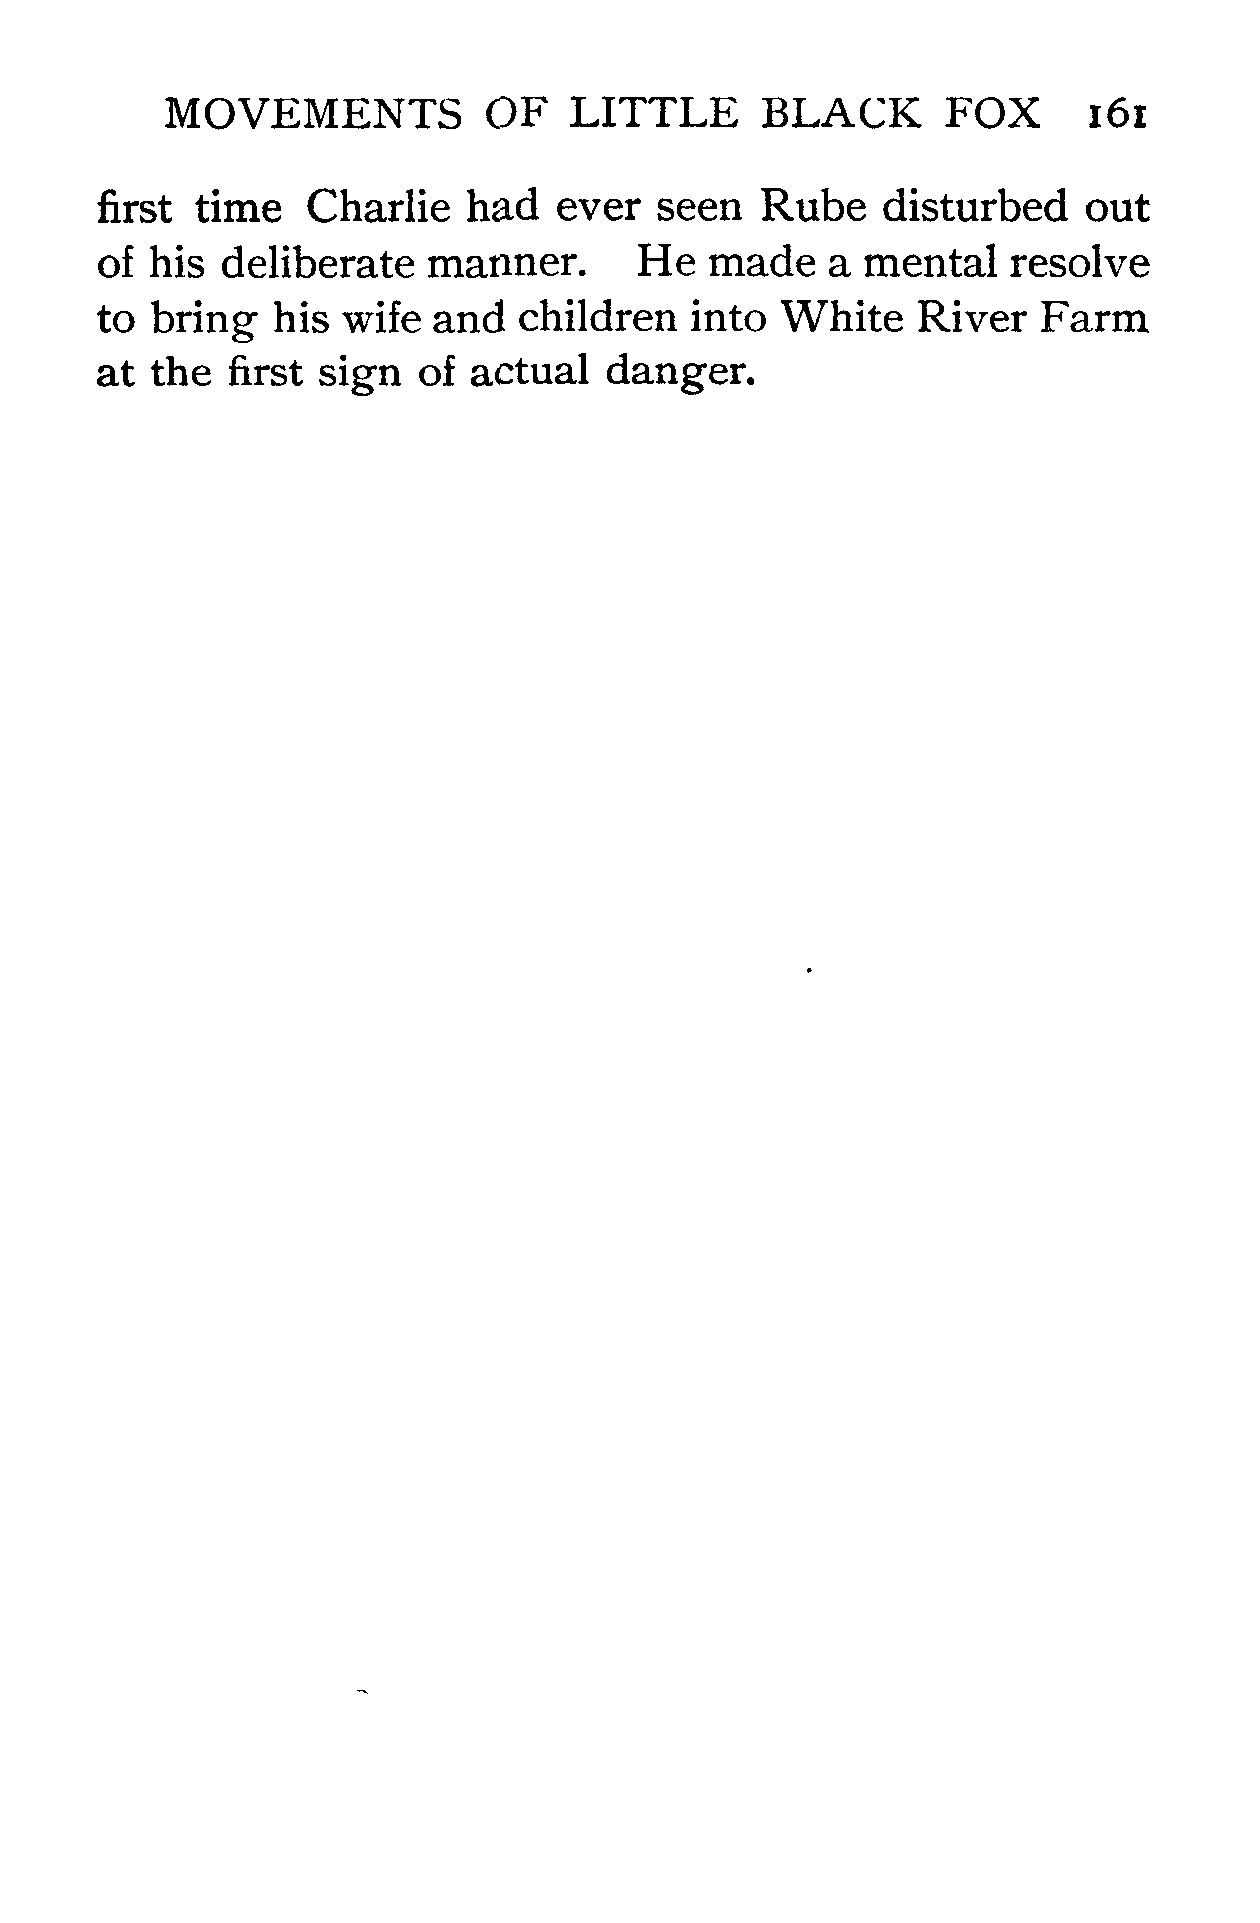 MOVEMENTS OF LITTLE BLACK FOX 161
first time Charlie had ever seen Rube disturbed out
of his deliberate manner. He made a mental resolve
to bring his wife and children into White River Farm
at the first sign of actual danger.